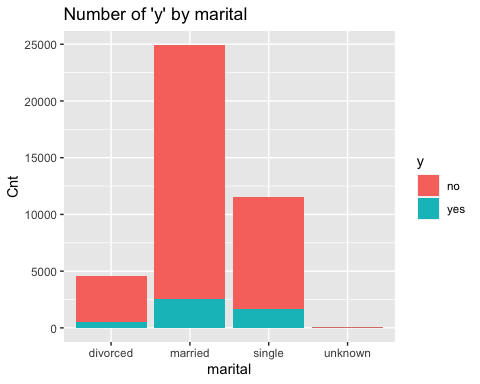 Number of 'y' by marital
25000
20000
15000
10000
5000
0
Cnt
divorced married single unknown
marital
y
no
yes